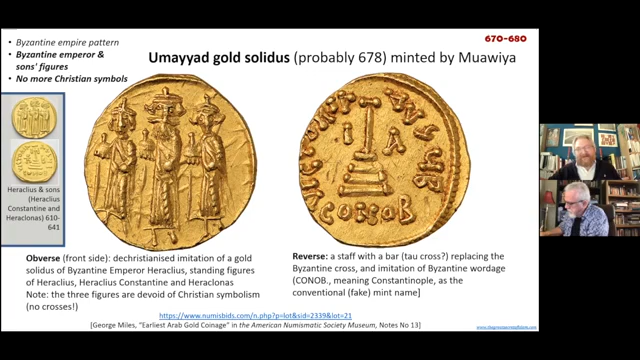 670-680
• Byzantine empire pattern
• Byzantine emperor & sons' figures
• No more Christian symbols
Umayyad gold solidus (probably 678) minted by Muawiya
Heraclius & sons
(Heraclius
Constantine and
Heraclonas) 610-
641
I A
CONOB
Obverse (front side): dechristianised imitation of a gold
solidus of Byzantine Emperor Heraclius, standing figures
of Heraclius, Heraclius Constantine and Heraclonas
Note: the three figures are devoid of Christian symbolism
(no crosses!)
Reverse: a staff with a bar (tau cross?) replacing the
Byzantine cross, and imitation of Byzantine wordage
(CONOB., meaning Constantinople, as the
conventional (fake) mint name]
https://www.numisbids.com/n.php?p=lot&sid=2339&lot=21
[George Miles, "Earliest Arab Gold Coinage" in the American Numismatic Society Museum, Notes No 13]